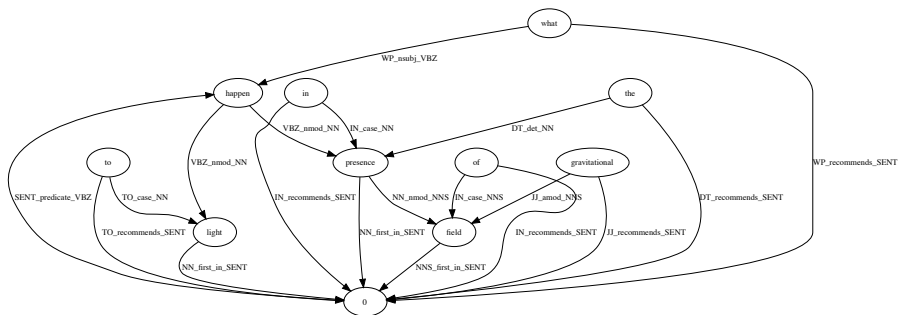 what
WP_nsubj_VBZ
happen
in
the
VBZ_nmod_NN
IN_case_NN
DT_det_NN
to
VBZ_nmod_NN
presence
of
gravitational
WP_recommends_SENT
SENT_predicate_VBZ
TO_case_NN
IN_recommends_SENT
NN_nmod_NNS
IN_case_NNS
JJ_amod_NNS
DT_recommends_SENT
TO_recommends_SENT
light
NN_first_in_SENT
field
IN_recommends_SENT
JJ_recommends_SENT
NN_first_in_SENT
NNS_first_in_SENT
0